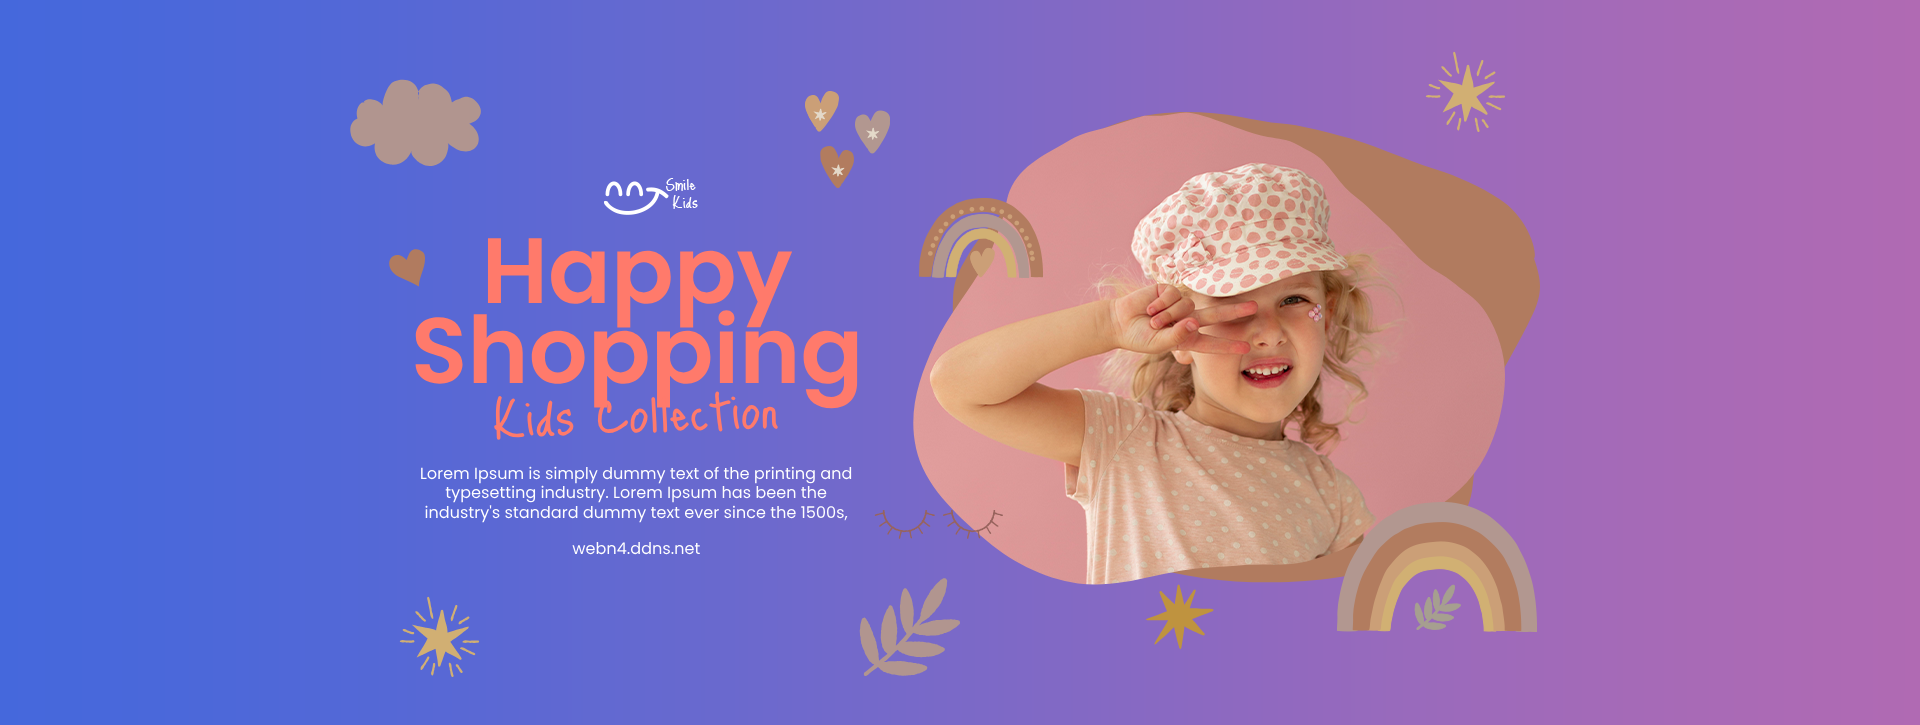 Smile
Kids
Happy
Shopping
Kids Collection
Lorem Ipsum is simply dummy text of the printing and
typesetting industry. Lorem Ipsum has been the
industry's standard dummy text ever since the 1500s,
webn4.ddns.net